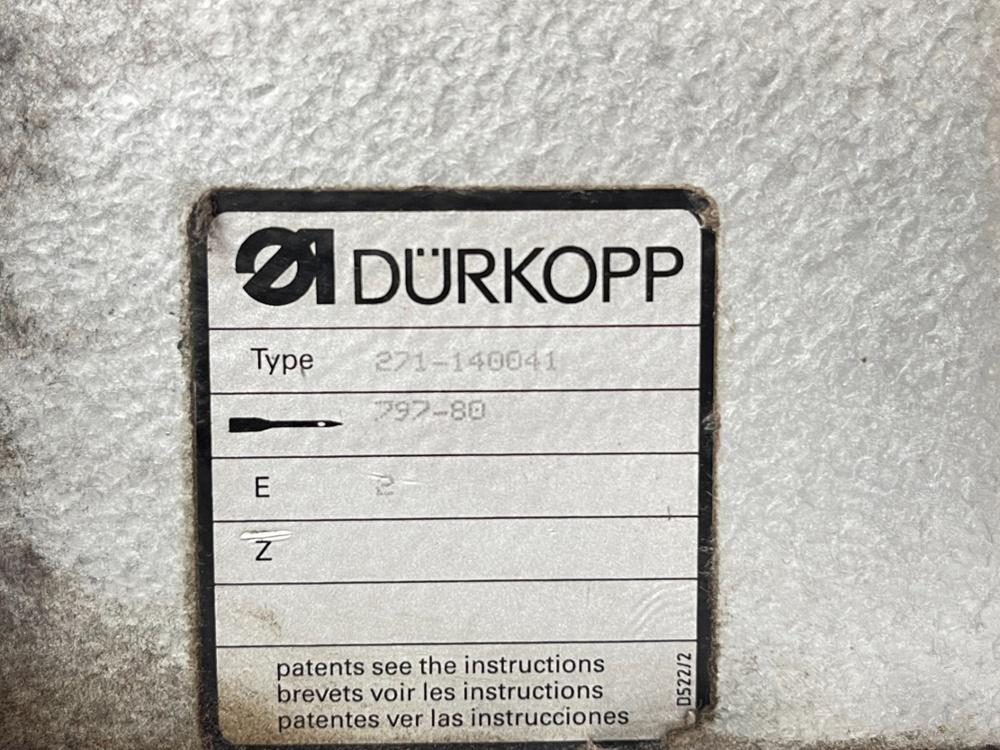 DÜRKOPP
Type 271-140041
797-80
E 2
Z
patents see the instructions
brevets voir les instructions
patentes ver las instrucciones
D522/2